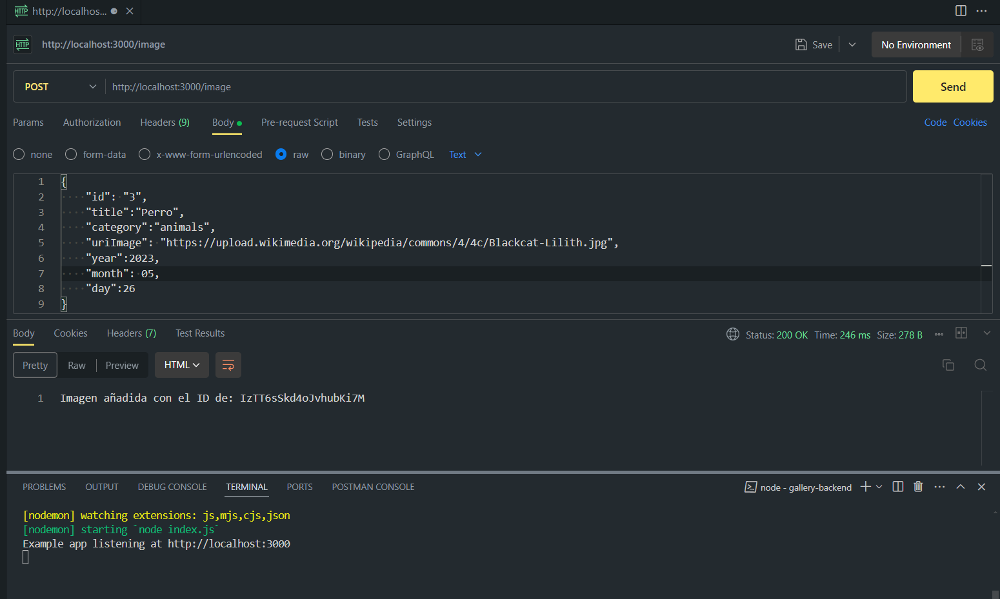 HTTP http://localhos...
HTTP http://localhost:3000/image Save No Environment
POST http://localhost:3000/image Send
Params Authorization Headers (9) Body Pre-request Script Tests Settings Code Cookies
none form-data x-www-form-urlencoded raw binary GraphQL Text
1 {
2 "id": "3",
3 "title":"Perro",
4 "category":"animals",
5 "uriImage": "https://upload.wikimedia.org/wikipedia/commons/4/4c/Blackcat-Lilith.jpg",
6 "year":2023,
7 "month": 05,
8 "day":26
9 }
Body Cookies Headers (7) Test Results Status: 200 OK Time: 246 ms Size: 278 B
Pretty Raw Preview HTML
1 Imagen añadida con el ID de: IzTT6sSkd4oJvhubKi7M
PROBLEMS OUTPUT DEBUG CONSOLE TERMINAL PORTS POSTMAN CONSOLE node - gallery-backend
[nodemon] watching extensions: js,mjs,cjs,json
[nodemon] starting `node index.js`
Example app listening at http://localhost:3000